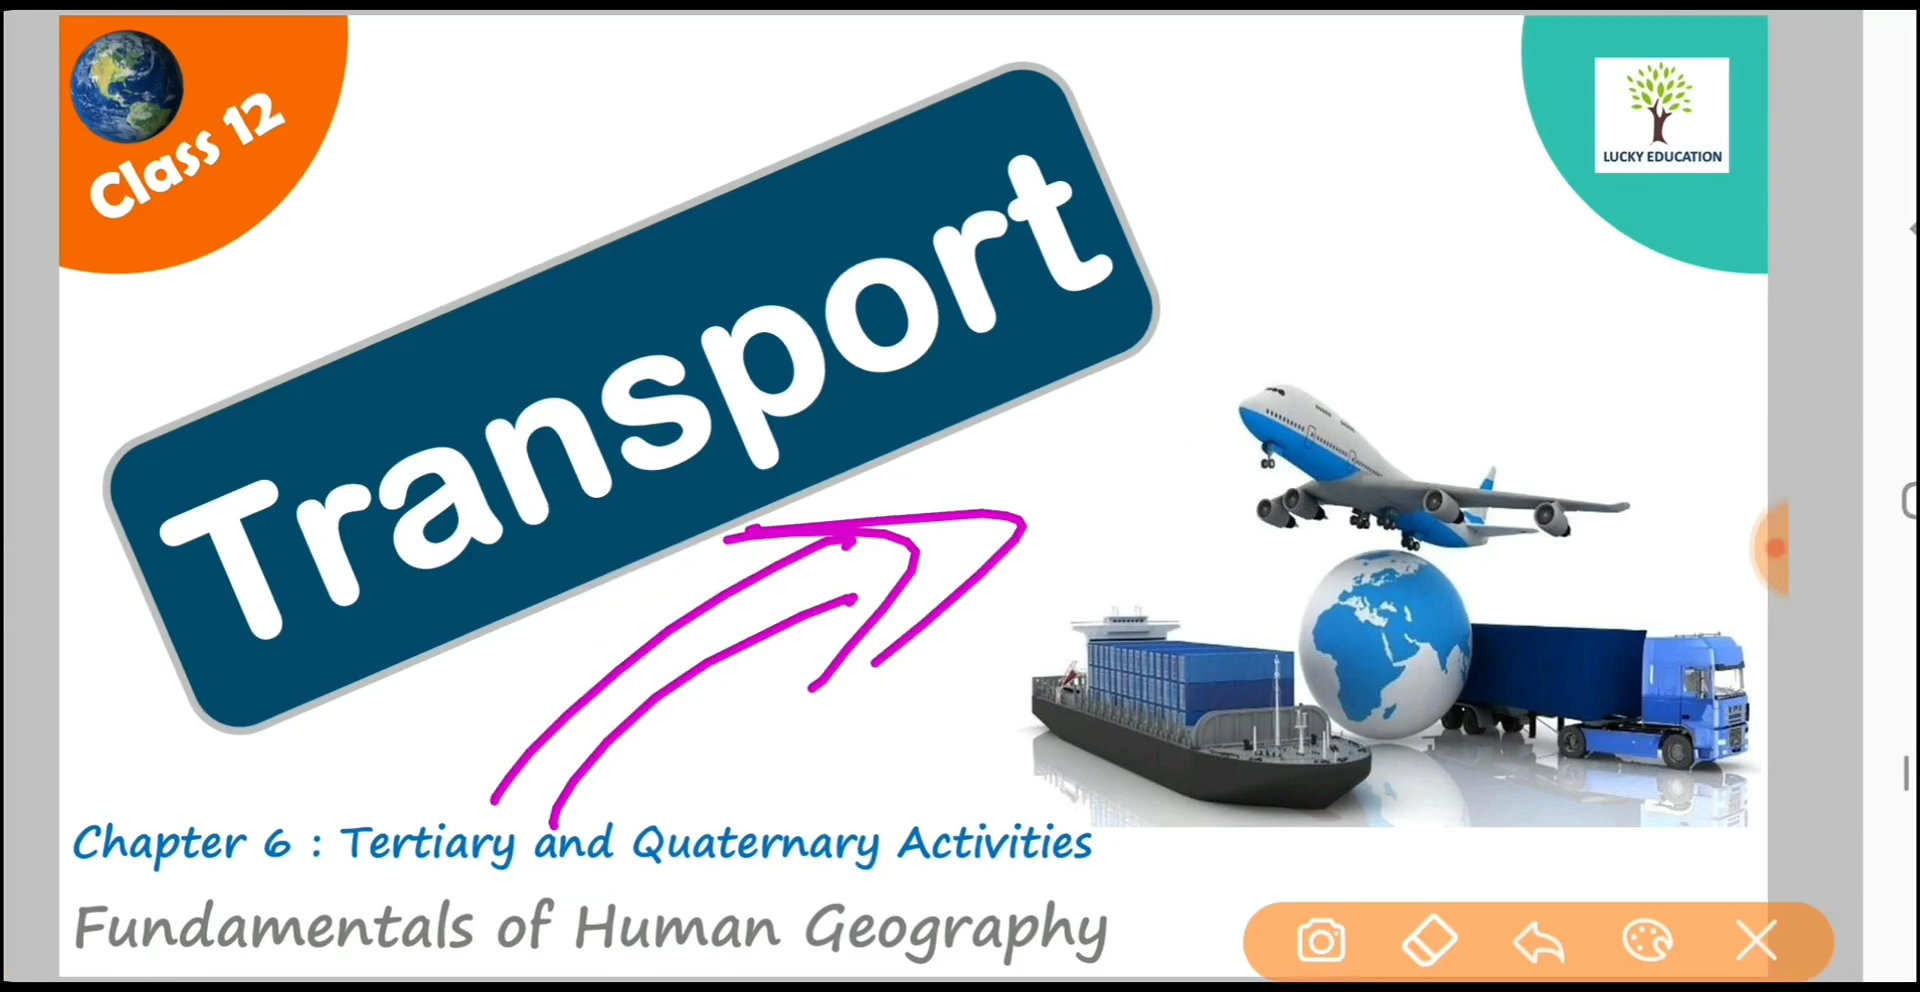 Class 12
LUCKY EDUCATION
Transport
Chapter 6 : Tertiary and Quaternary Activities
Fundamentals of Human Geography